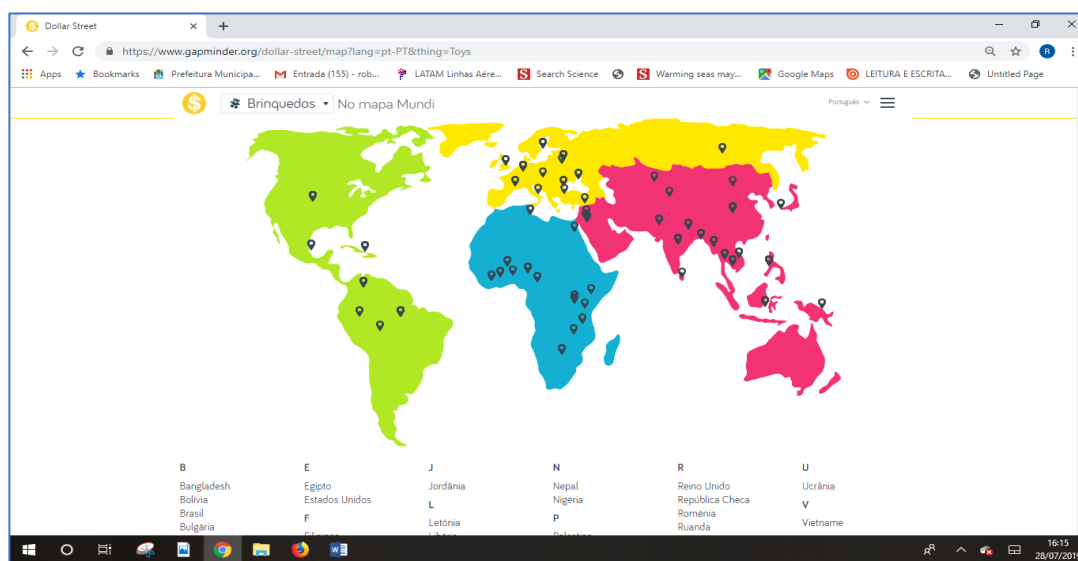 Dollar Street
https://www.gapminder.org/dollar-street/map?lang=pt-PT&thing=Toys
R
Apps Bookmarks Prefeitura Municipa... Entrada (155) - rob... LATAM Linhas Aére... Search Science Warming seas may... Google Maps LEITURA E ESCRITA... Untitled Page
$ Brinquedos No mapa Mundi Português
B E J N R U
Bangladesh Egipto Jordânia Nepal Reino Unido Ucrânia
Bolívia Estados Unidos L Nigéria República Checa V
Brasil F Letónia P Roménia Vietname
Bulgária Ruanda
16:15
28/07/2019